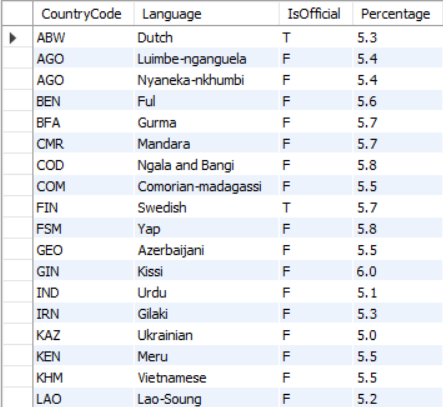 CountryCode Language IsOfficial Percentage
ABW Dutch T 5.3
AGO Luimbe-nganguela F 5.4
AGO Nyaneka-nkhumbi F 5.4
BEN Ful F 5.6
BFA Gurma F 5.7
CMR Mandara F 5.7
COD Ngala and Bangi F 5.8
COM Comorian-madagassi F 5.5
FIN Swedish T 5.7
FSM Yap F 5.8
GEO Azerbaijani F 5.5
GIN Kissi F 6.0
IND Urdu F 5.1
IRN Gilaki F 5.3
KAZ Ukrainian F 5.0
KEN Meru F 5.5
KHM Vietnamese F 5.5
LAO Lao-Soung F 5.2